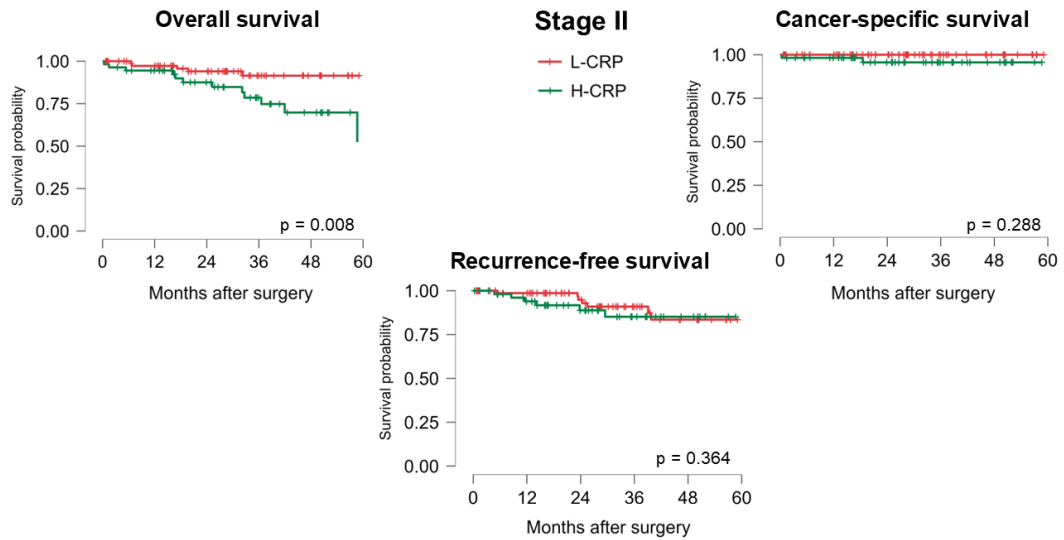 Overall survival
1.00
0.75
0.50
0.25
0.00
Survival probability
p = 0.008
0 12 24 36 48 60
Months after surgery
Stage II
L-CRP
H-CRP
Cancer-specific survival
1.00
0.75
0.50
0.25
0.00
Survival probability
p = 0.288
0 12 24 36 48 60
Months after surgery
Recurrence-free survival
1.00
0.75
0.50
0.25
0.00
Survival probability
p = 0.364
0 12 24 36 48 60
Months after surgery